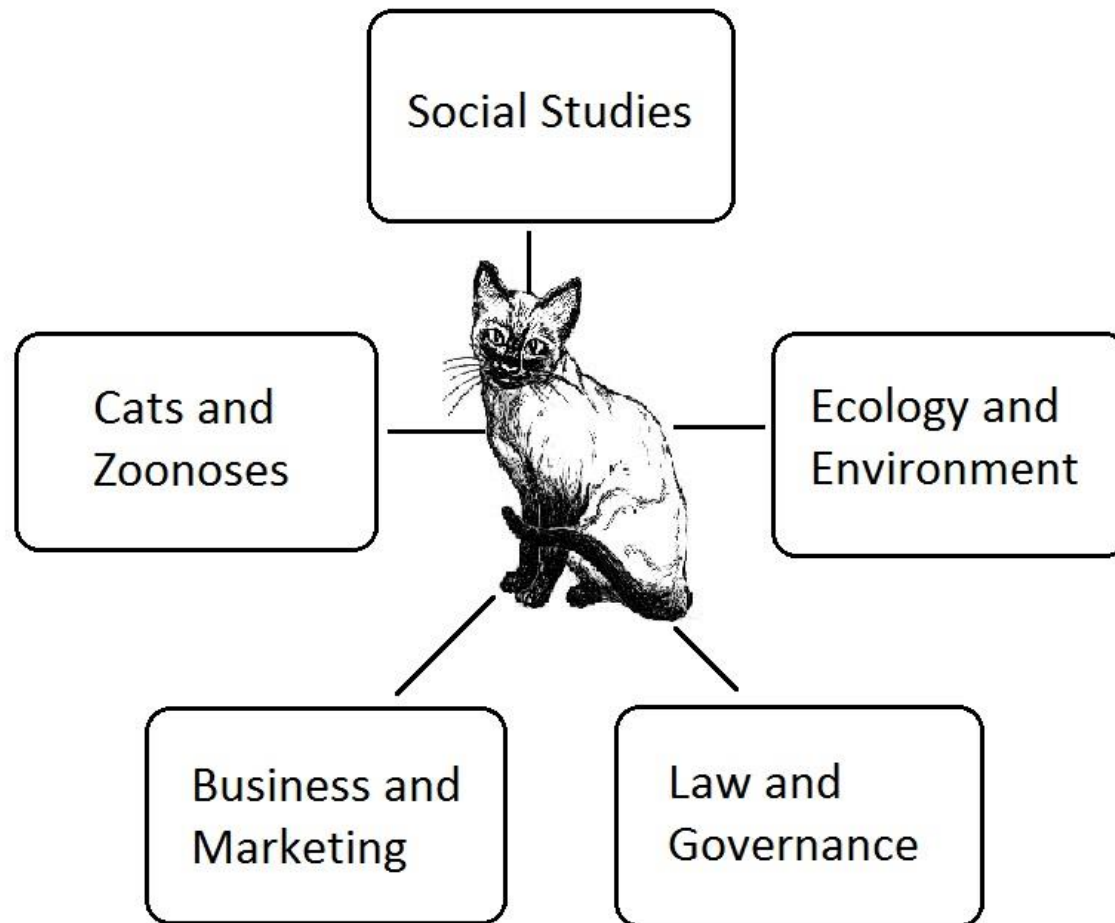 Social Studies
Cats and
Zoonoses
Ecology and
Environment
Business and
Marketing
Law and
Governance